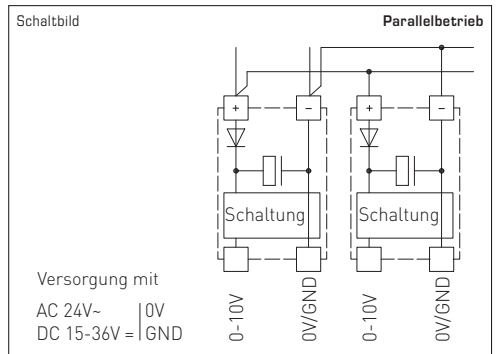 Schaltbild
Parallelbetrieb
+ − + −
Schaltung Schaltung
Versorgung mit
AC 24V~ 0V
DC 15-36V = GND
0-10V
0V/GND
0-10V
0V/GND